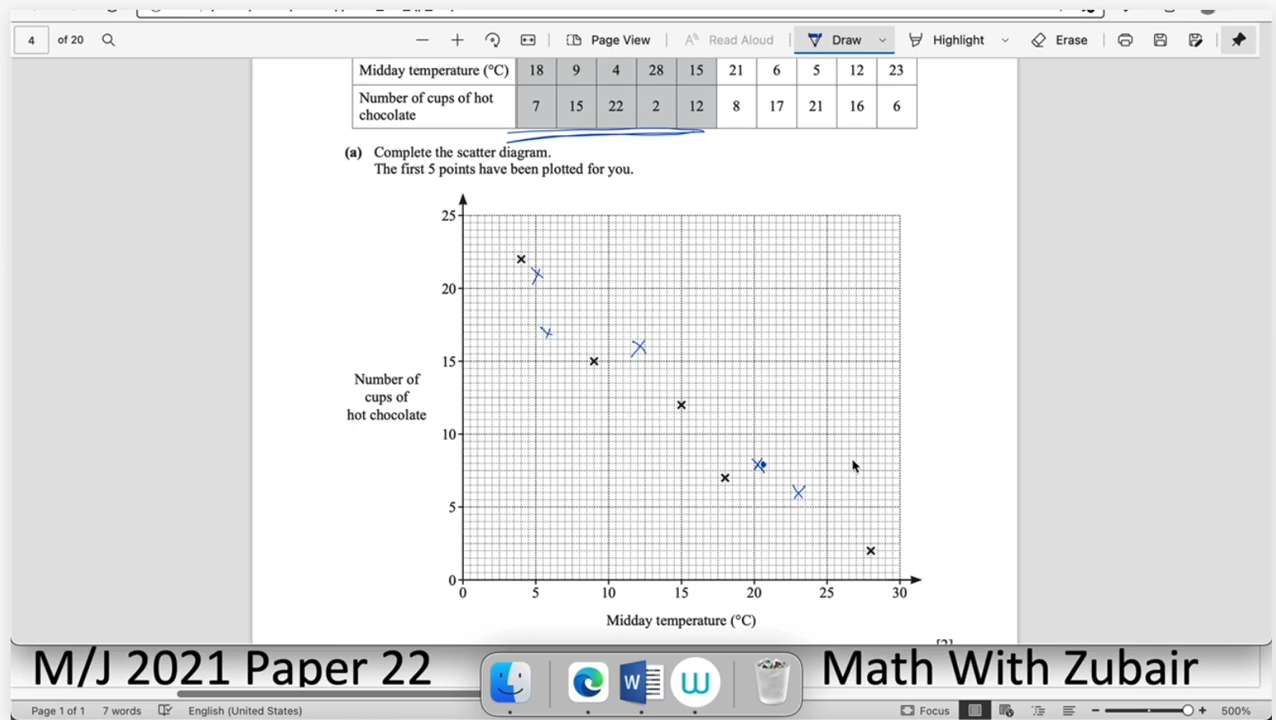 4 of 20 Page View Read Aloud Draw Highlight Erase
Midday temperature (°C) 18 9 4 28 15 21 6 5 12 23
Number of cups of hot
chocolate 7 15 22 2 12 8 17 21 16 6
(a) Complete the scatter diagram.
The first 5 points have been plotted for you.
25
20
15
10
5
0
Number of
cups of
hot chocolate
0 5 10 15 20 25 30
Midday temperature (°C)
M/J 2021 Paper 22
W
Math With Zubair
Page 1 of 1 7 words English (United States) Focus 500%